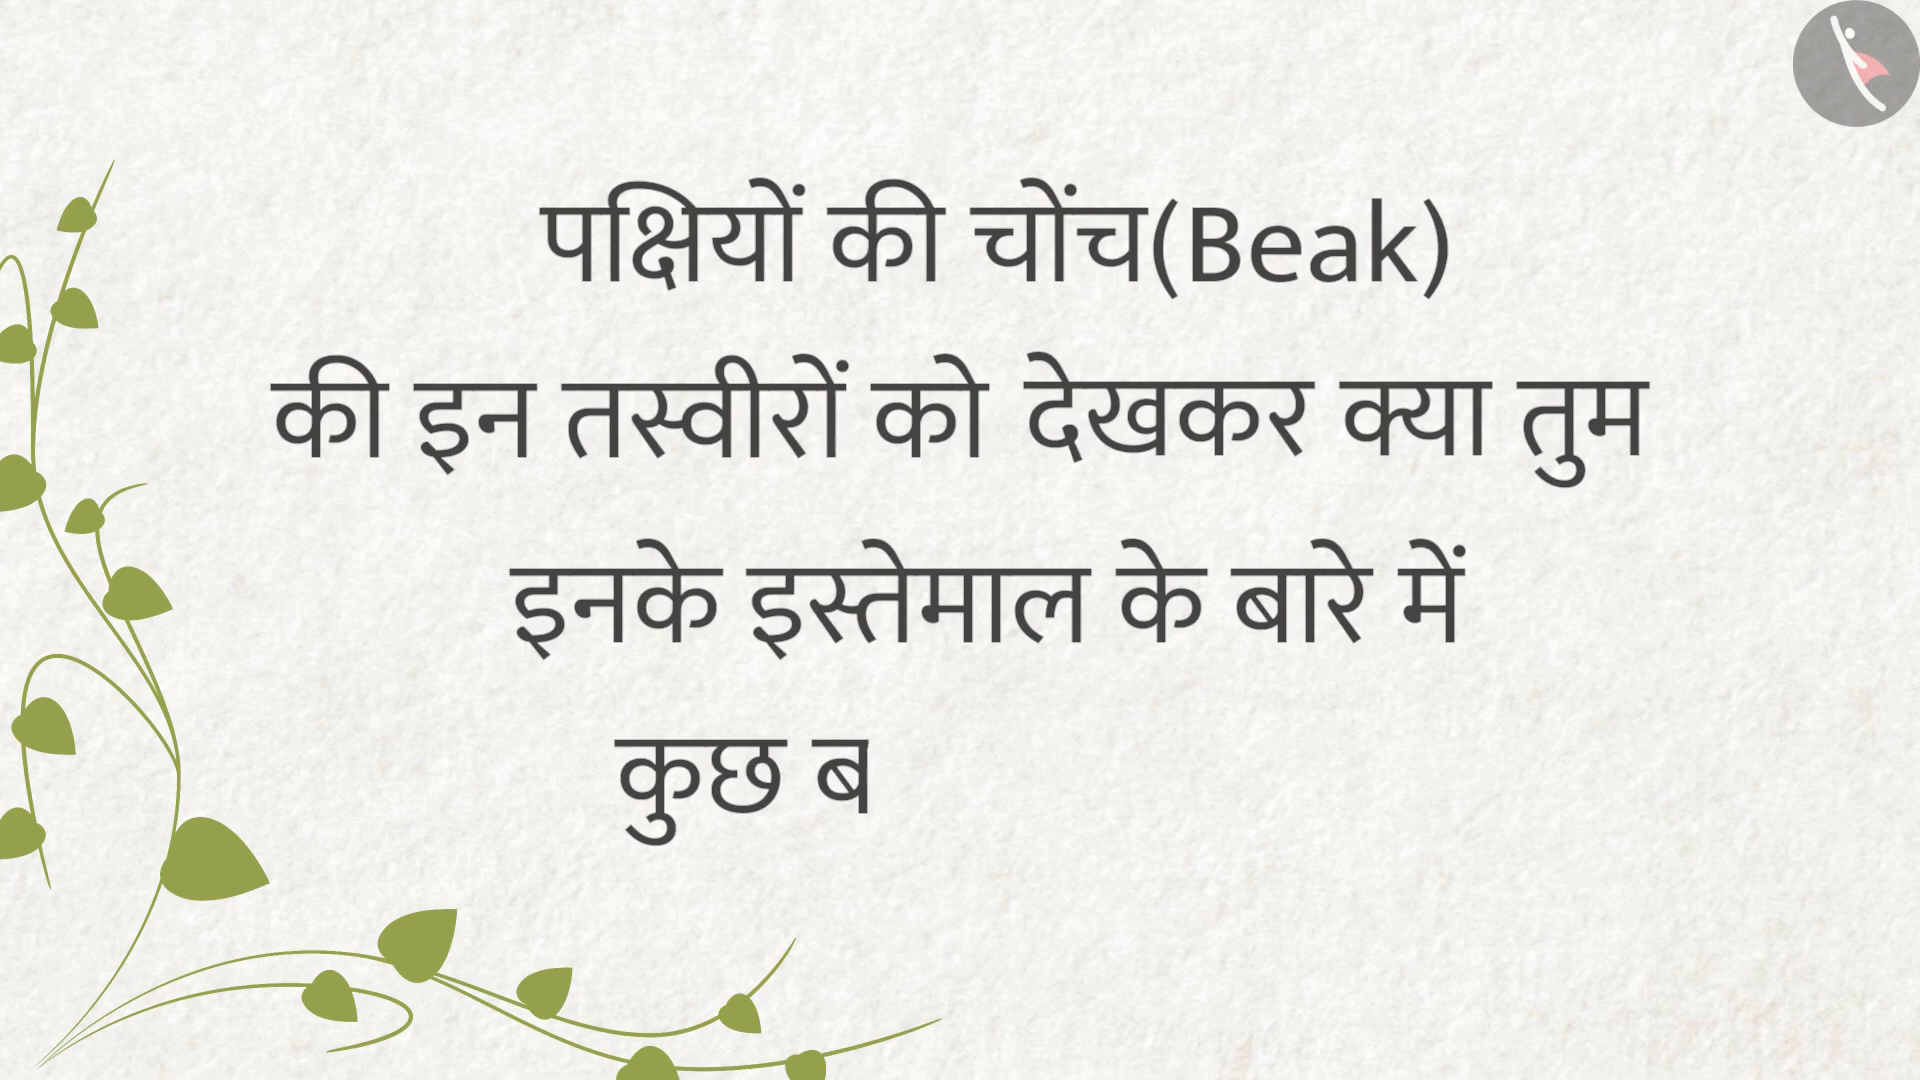 पक्षियों की चोंच(Beak)
की इन तस्वीरों को देखकर क्या तुम
इनके इस्तेमाल के बारे में
कुछ ब